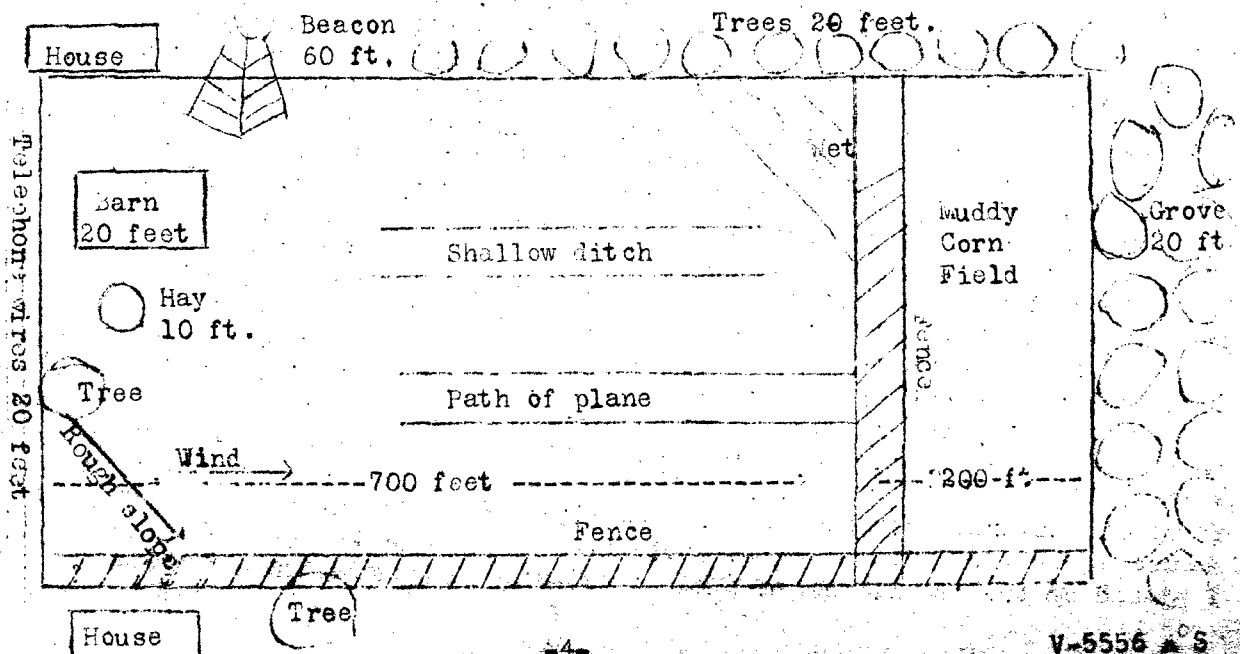 House
Beacon
60 ft.
Trees 20 feet.
Telephone wires 20 feet
Barn
20 feet
Wet
Shallow ditch
Muddy
Corn
Field
Grove
20 ft
Hay
10 ft.
Fence
Tree
Path of plane
Rough slope
Wind
700 feet
200 ft.
Fence
House
Tree
-4-
V-5556 A S